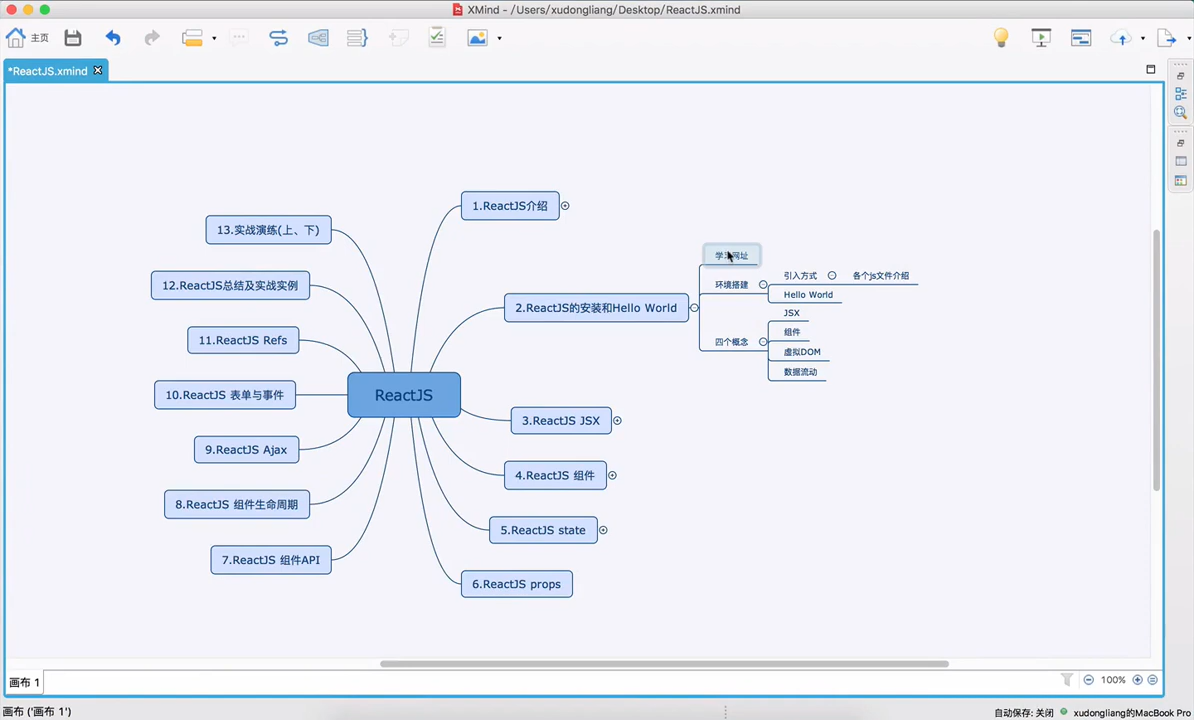 XMind - /Users/xudongliang/Desktop/ReactJS.xmind
主页
*ReactJS.xmind
1.ReactJS介绍
13.实战演练(上、下)
学习网址
引入方式
各个js文件介绍
环境搭建
12.ReactJS总结及实战实例
Hello World
2.ReactJS的安装和Hello World
JSX
组件
11.ReactJS Refs
四个概念
虚拟DOM
数据流动
10.ReactJS 表单与事件
ReactJS
3.ReactJS JSX
9.ReactJS Ajax
4.ReactJS 组件
8.ReactJS 组件生命周期
5.ReactJS state
7.ReactJS 组件API
6.ReactJS props
画布 1
100%
画布 ('画布 1')
自动保存: 关闭
xudongliang的MacBook Pro